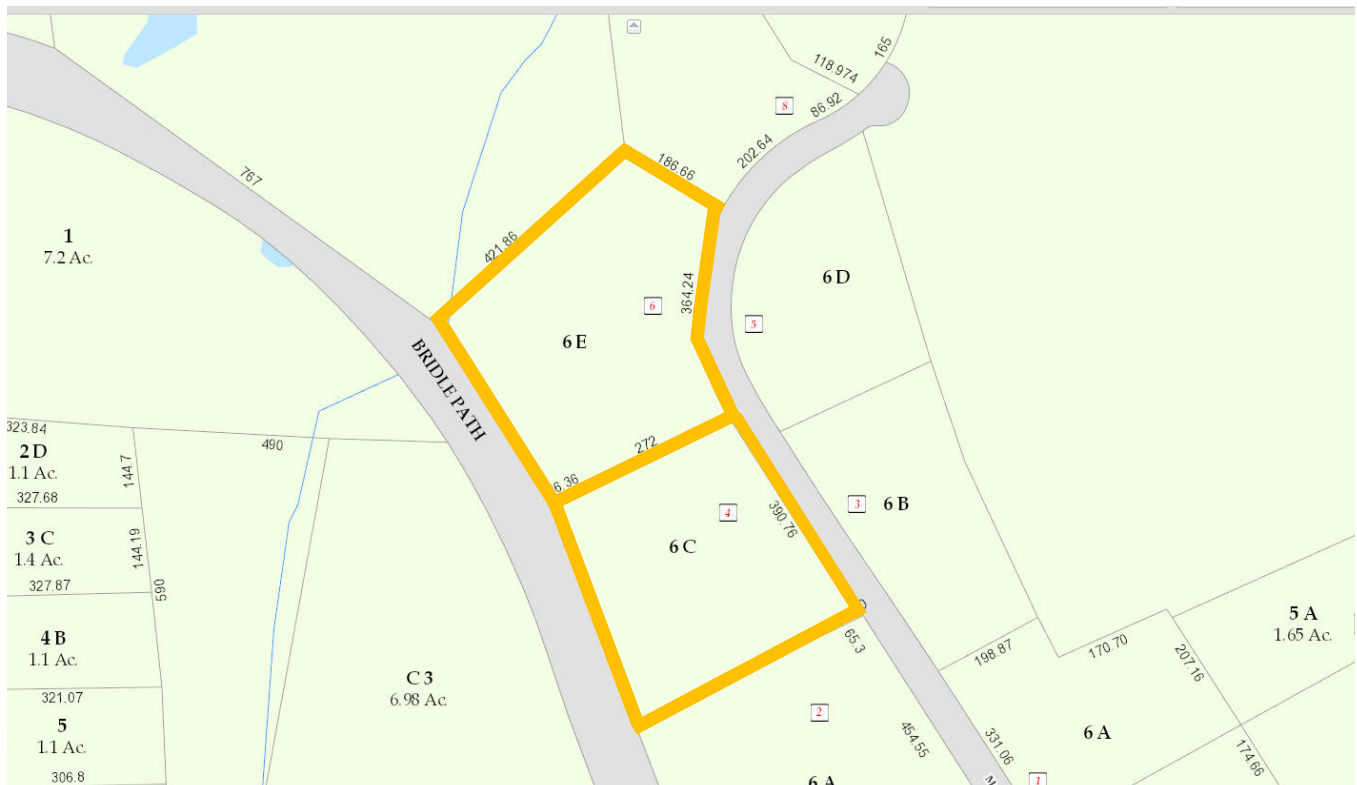 165
118.974
8
86.92
202.64
186.66
767
1
7.2 Ac.
421.86
6 D
364.24
6
5
6 E
BRIDLE PATH
323.84
2 D
1.1 Ac.
327.68
144.7
490
272
6.36
4
390.76
3
6 B
6 C
3 C
1.4 Ac.
327.87
144.19
590
4 B
1.1 Ac.
321.07
5
1.1 Ac.
306.8
C 3
6.98 Ac.
65.3
198.87
170.70
207.16
5 A
1.65 Ac.
2
454.55
331.06
6 A
174.66
6 A
1
M